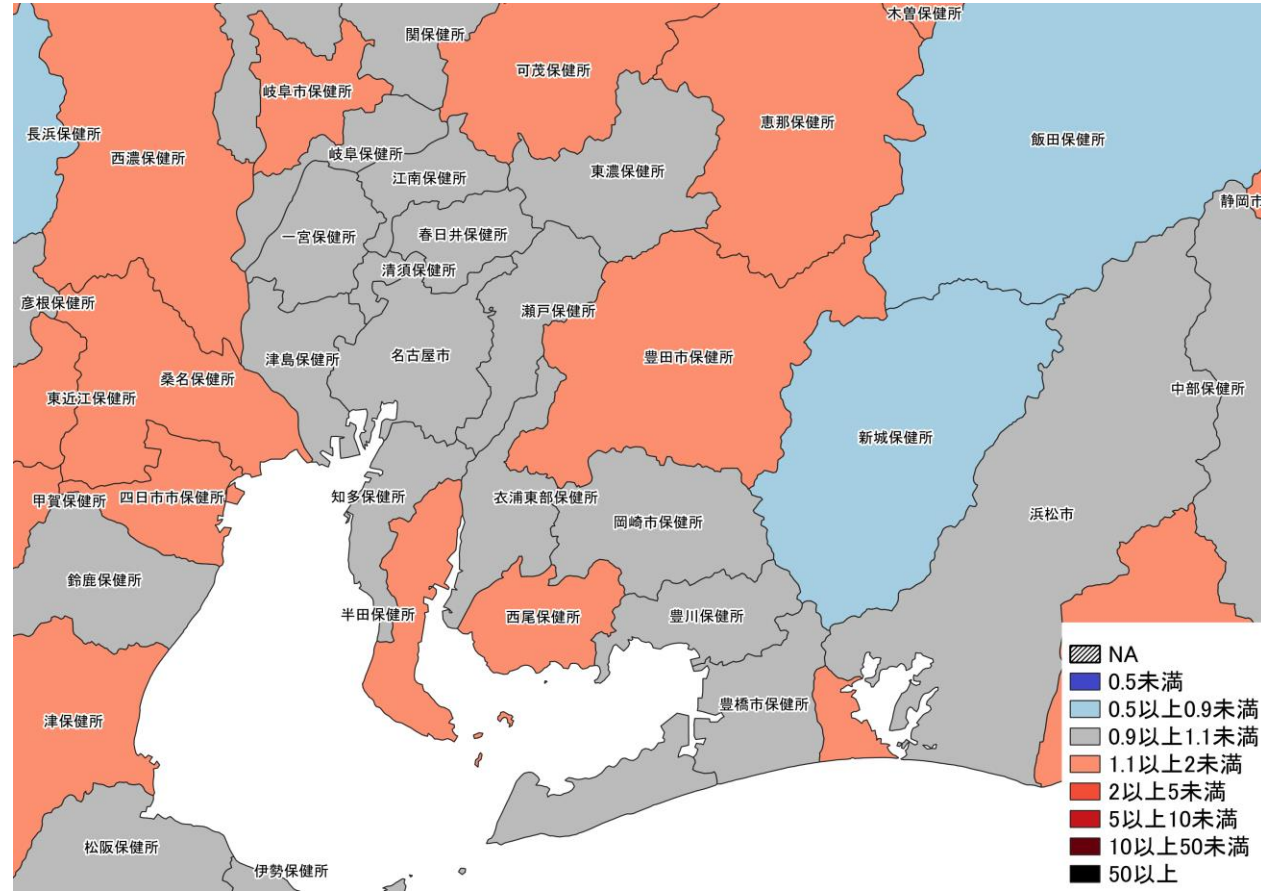 木曽保健所
関保健所
可茂保健所
岐阜市保健所
恵那保健所
長浜保健所
飯田保健所
西濃保健所
岐阜保健所
東濃保健所
江南保健所
静岡市
一宮保健所
春日井保健所
清須保健所
彦根保健所
瀬戸保健所
津島保健所
名古屋市
豊田市保健所
桑名保健所
中部保健所
東近江保健所
新城保健所
甲賀保健所
四日市市保健所
知多保健所
衣浦東部保健所
浜松市
岡崎市保健所
鈴鹿保健所
半田保健所
西尾保健所
豊川保健所
津保健所
豊橋市保健所
松阪保健所
伊勢保健所
NA
0.5未満
0.5以上0.9未満
0.9以上1.1未満
1.1以上2未満
2以上5未満
5以上10未満
10以上50未満
50以上